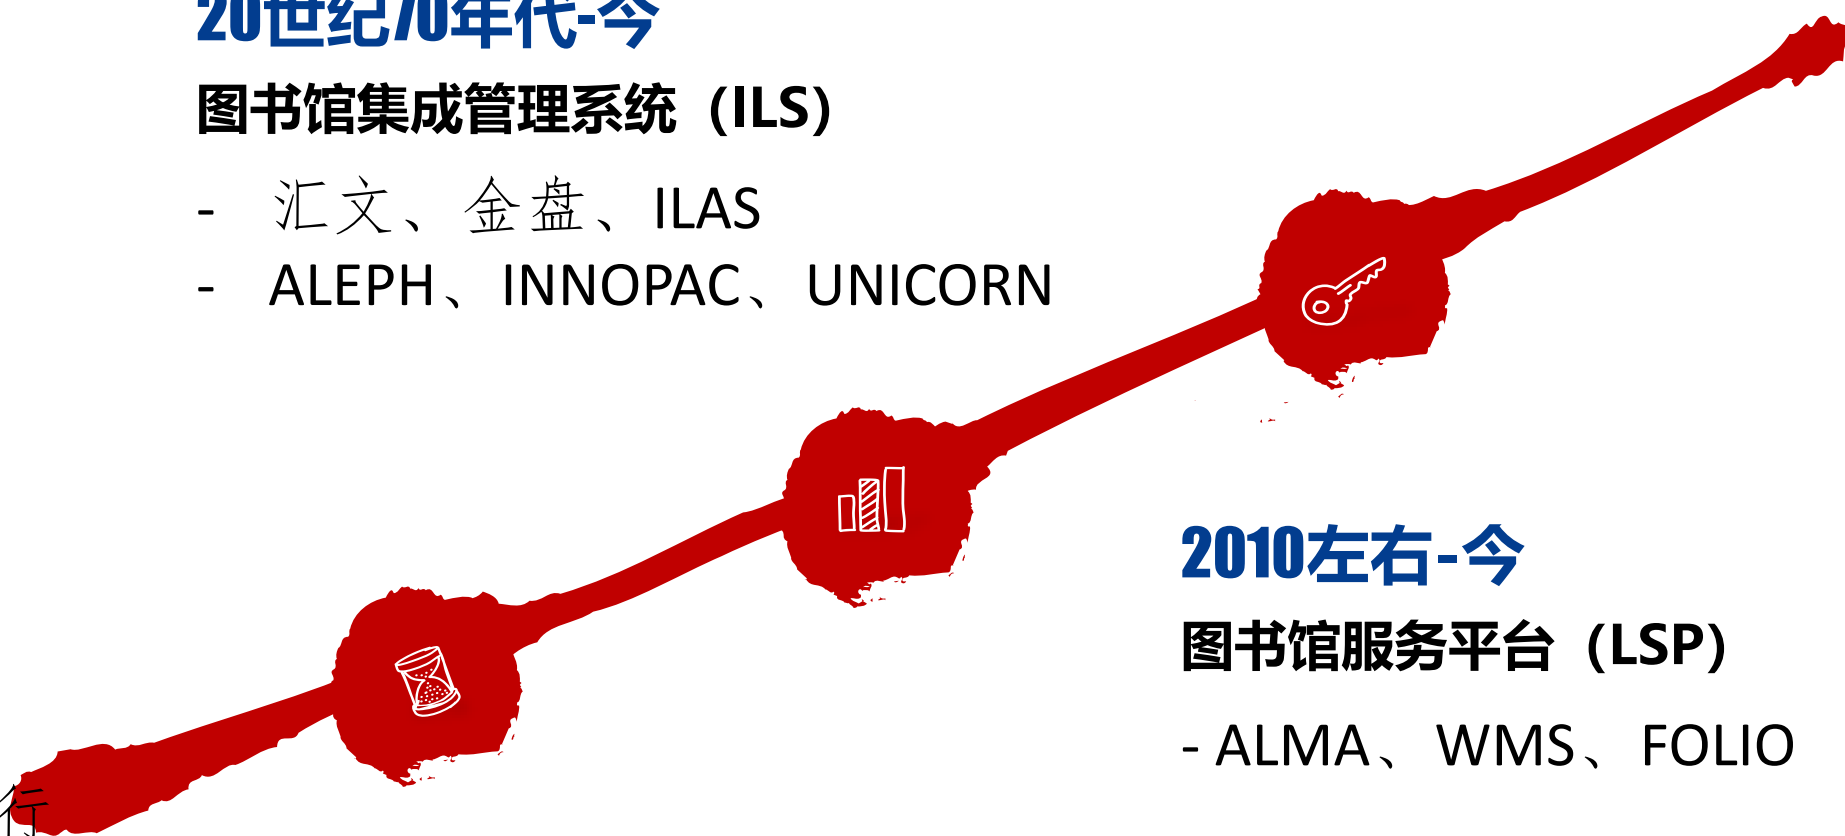 20世纪70年代-今
图书馆集成管理系统（ILS）
- 汇文、金盘、ILAS
- ALEPH、INNOPAC、UNICORN
2010左右-今
图书馆服务平台（LSP）
- ALMA、WMS、FOLIO
行